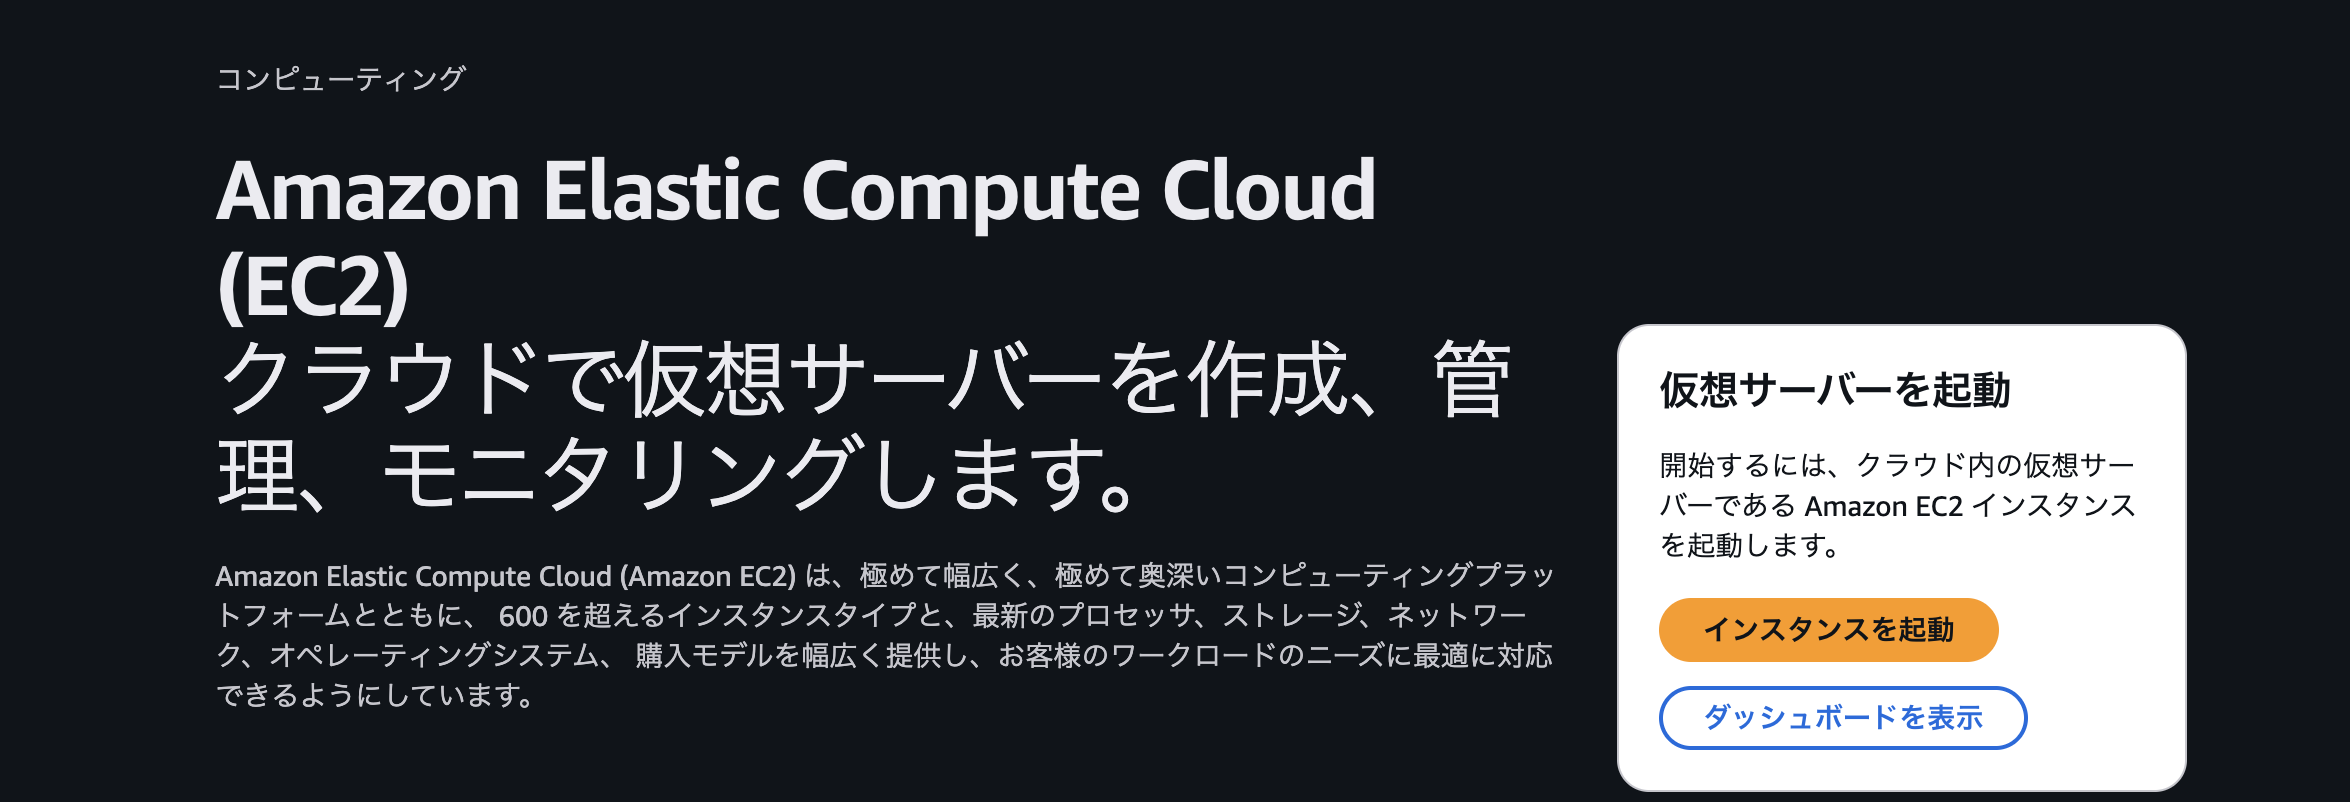 コンピューティング
Amazon Elastic Compute Cloud
(EC2)
クラウドで仮想サーバーを作成、管
理、モニタリングします。
Amazon Elastic Compute Cloud (Amazon EC2) は、極めて幅広く、極めて奥深いコンピューティングプラッ
トフォームとともに、 600 を超えるインスタンスタイプと、最新のプロセッサ、ストレージ、ネットワー
ク、オペレーティングシステム、 購入モデルを幅広く提供し、お客様のワークロードのニーズに最適に対応
できるようにしています。
仮想サーバーを起動
開始するには、クラウド内の仮想サー
バーである Amazon EC2 インスタンス
を起動します。
インスタンスを起動
ダッシュボードを表示